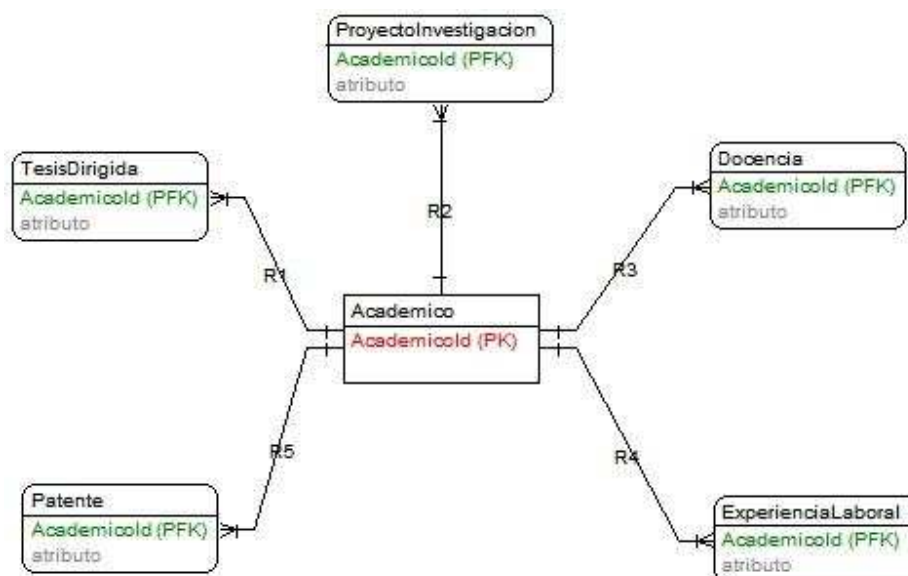 ProyectoInvestigacion
AcademicoId (PFK)
atributo
TesisDirigida
AcademicoId (PFK)
atributo
Docencia
AcademicoId (PFK)
atributo
R2
R1
R3
Academico
AcademicoId (PK)
R5
R4
Patente
AcademicoId (PFK)
atributo
ExperienciaLaboral
AcademicoId (PFK)
atributo